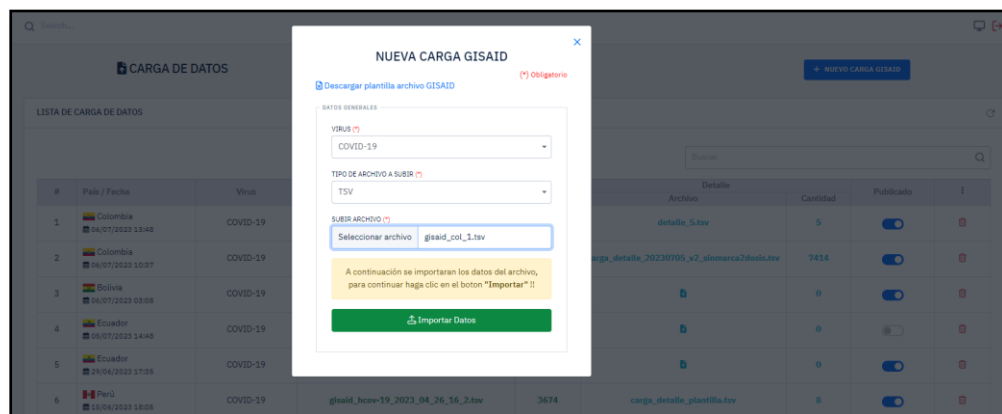 Search...
CARGA DE DATOS
+ NUEVO CARGA GISAID
LISTA DE CARGA DE DATOS
Buscar
# País / Fecha Virus Detalle Publicado
Archivo Cantidad
1 Colombia 06/07/2023 13:48 COVID-19 detalle_5.tsv 5
2 Colombia 06/07/2023 10:37 COVID-19 carga_detalle_20230705_v2_sinmarca2denis.tsv 7414
3 Bolivia 06/07/2023 03:08 COVID-19 0
4 Ecuador 05/07/2023 14:45 COVID-19 0
5 Ecuador 29/06/2023 17:35 COVID-19 0
6 Perú 15/06/2023 18:05 COVID-19 gisaid_hcov-19_2023_04_26_16_2.tsv 3674 carga_detalle_plantilla.tsv 8
NUEVA CARGA GISAID
(*) Obligatorio
Descargar plantilla archivo GISAID
DATOS GENERALES
VIRUS (*)
COVID-19
TIPO DE ARCHIVO A SUBIR (*)
TSV
SUBIR ARCHIVO (*)
Seleccionar archivo gisaid_col_1.tsv
A continuación se importaran los datos del archivo,
para continuar haga clic en el boton "Importar" !!
Importar Datos